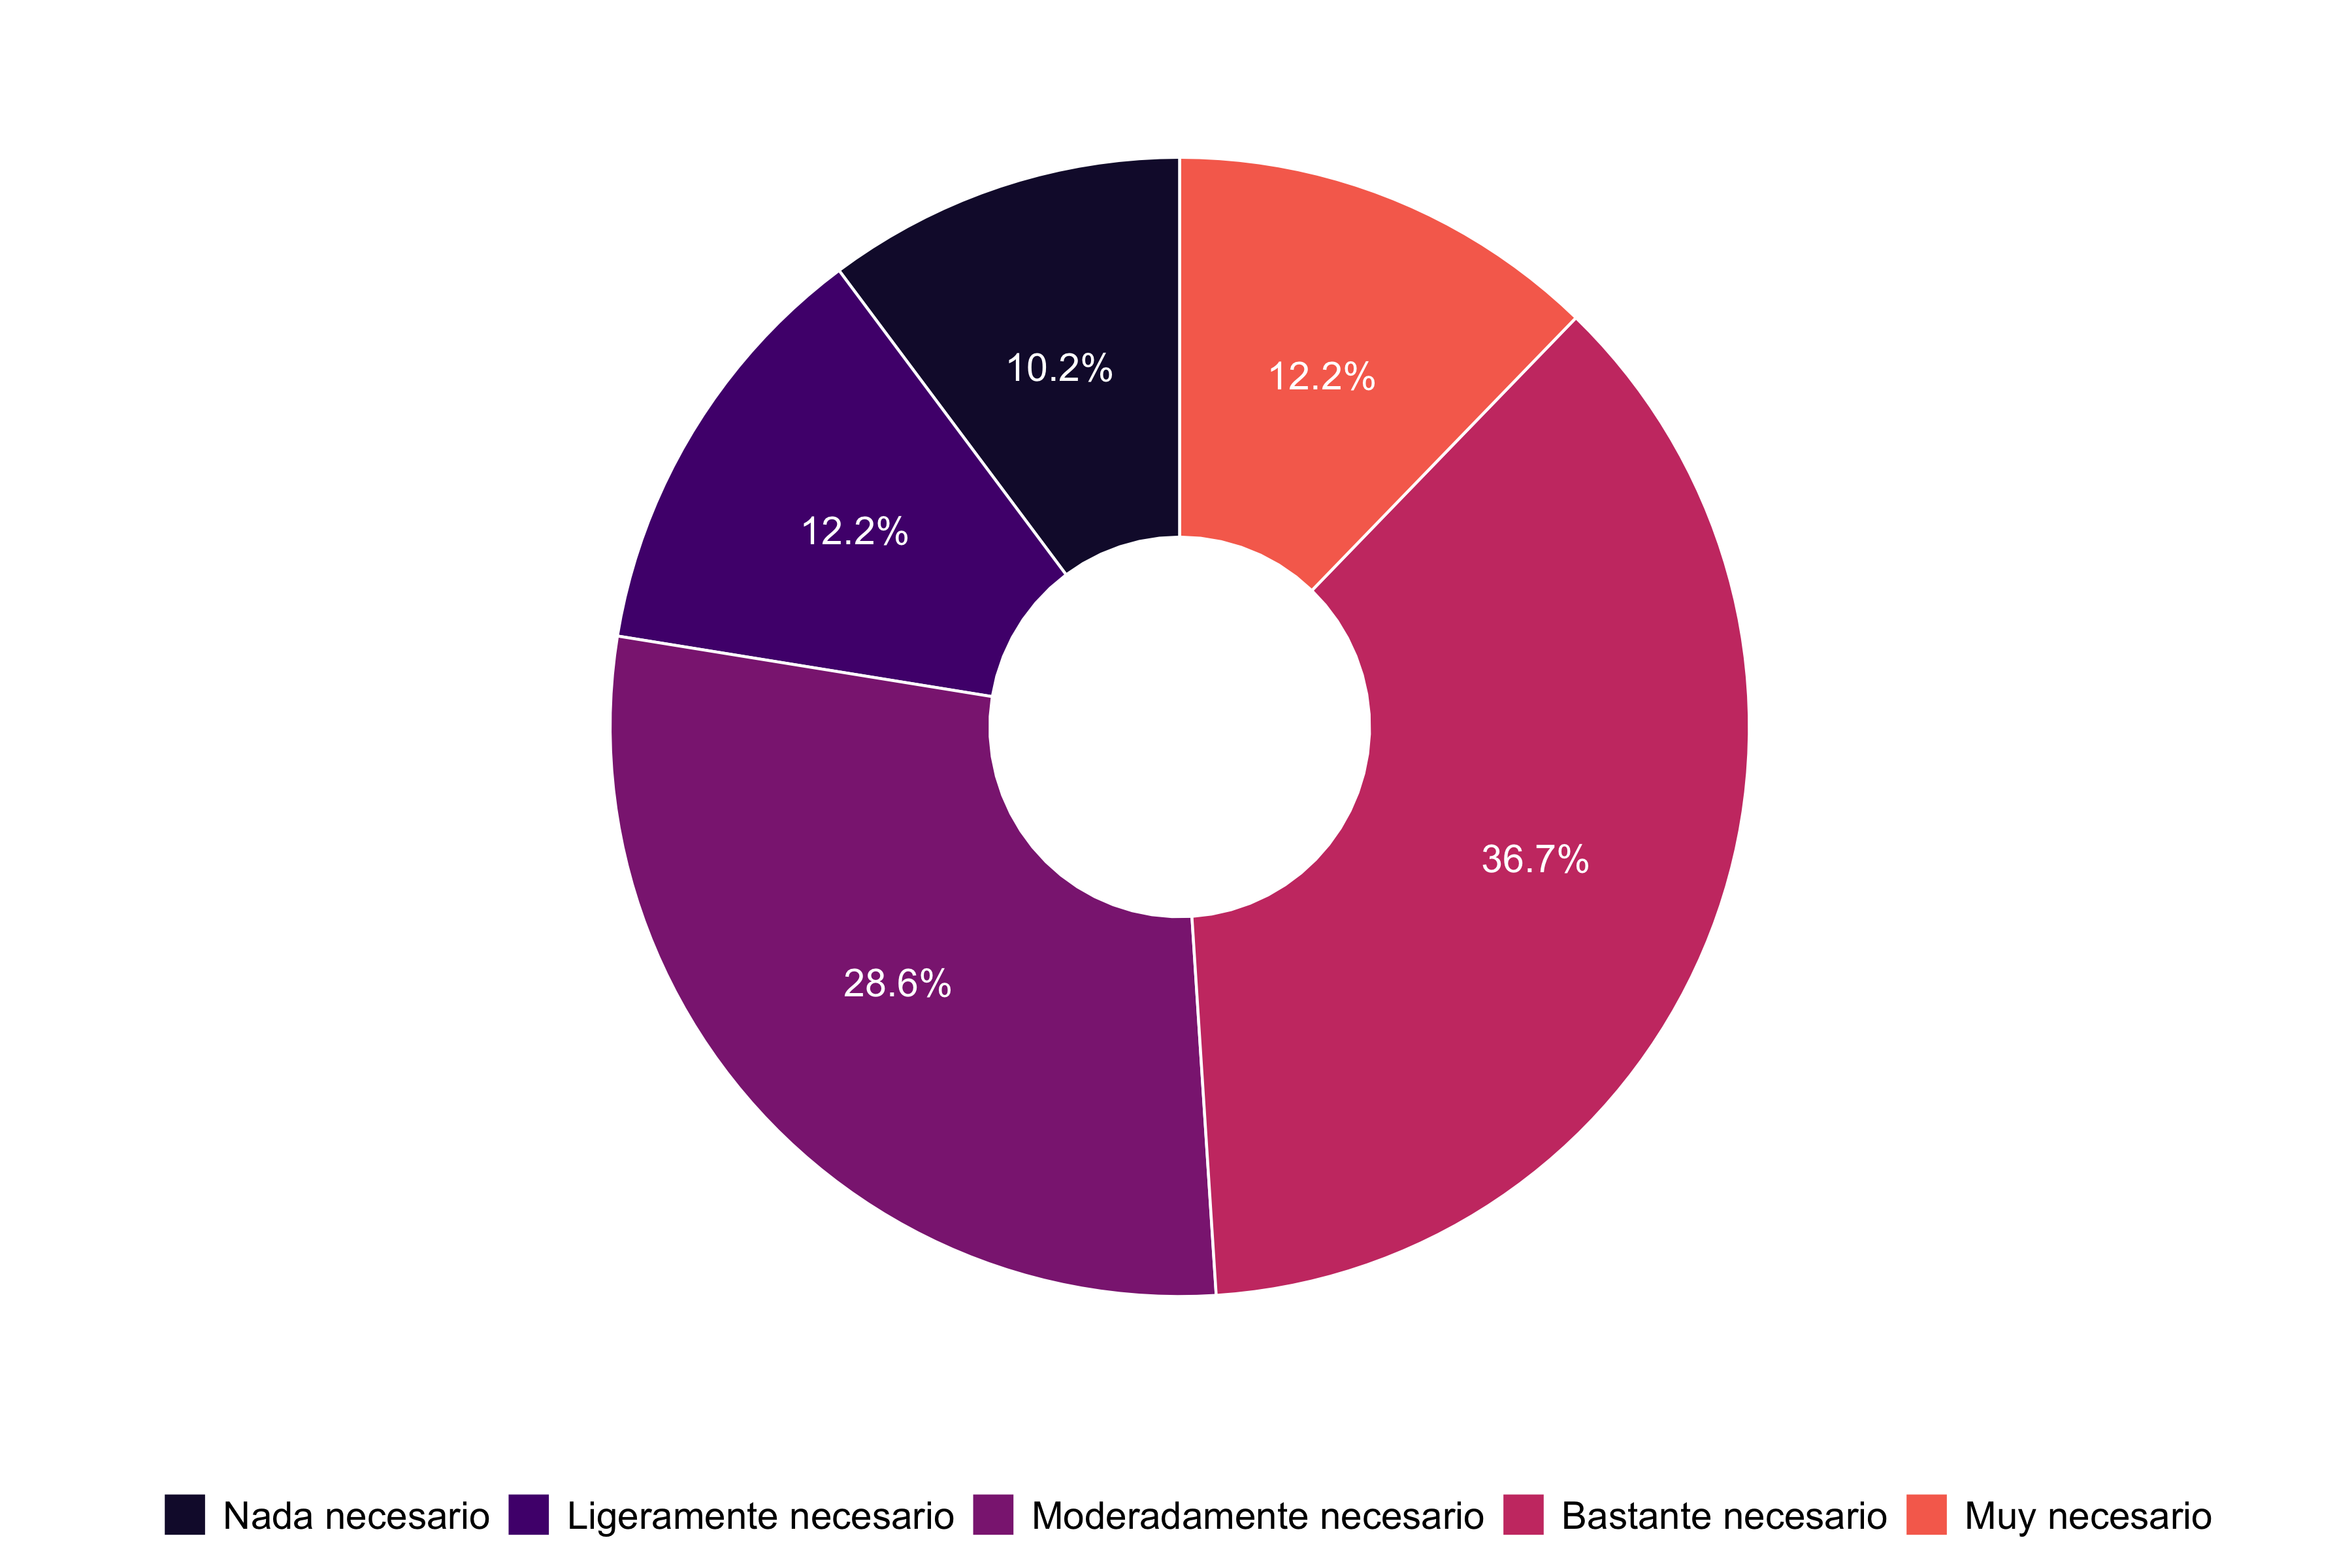 10.2%
12.2%
12.2%
36.7%
28.6%
Nada necesario
Ligeramente necesario
Moderadamente necesario
Bastante necesario
Muy necesario